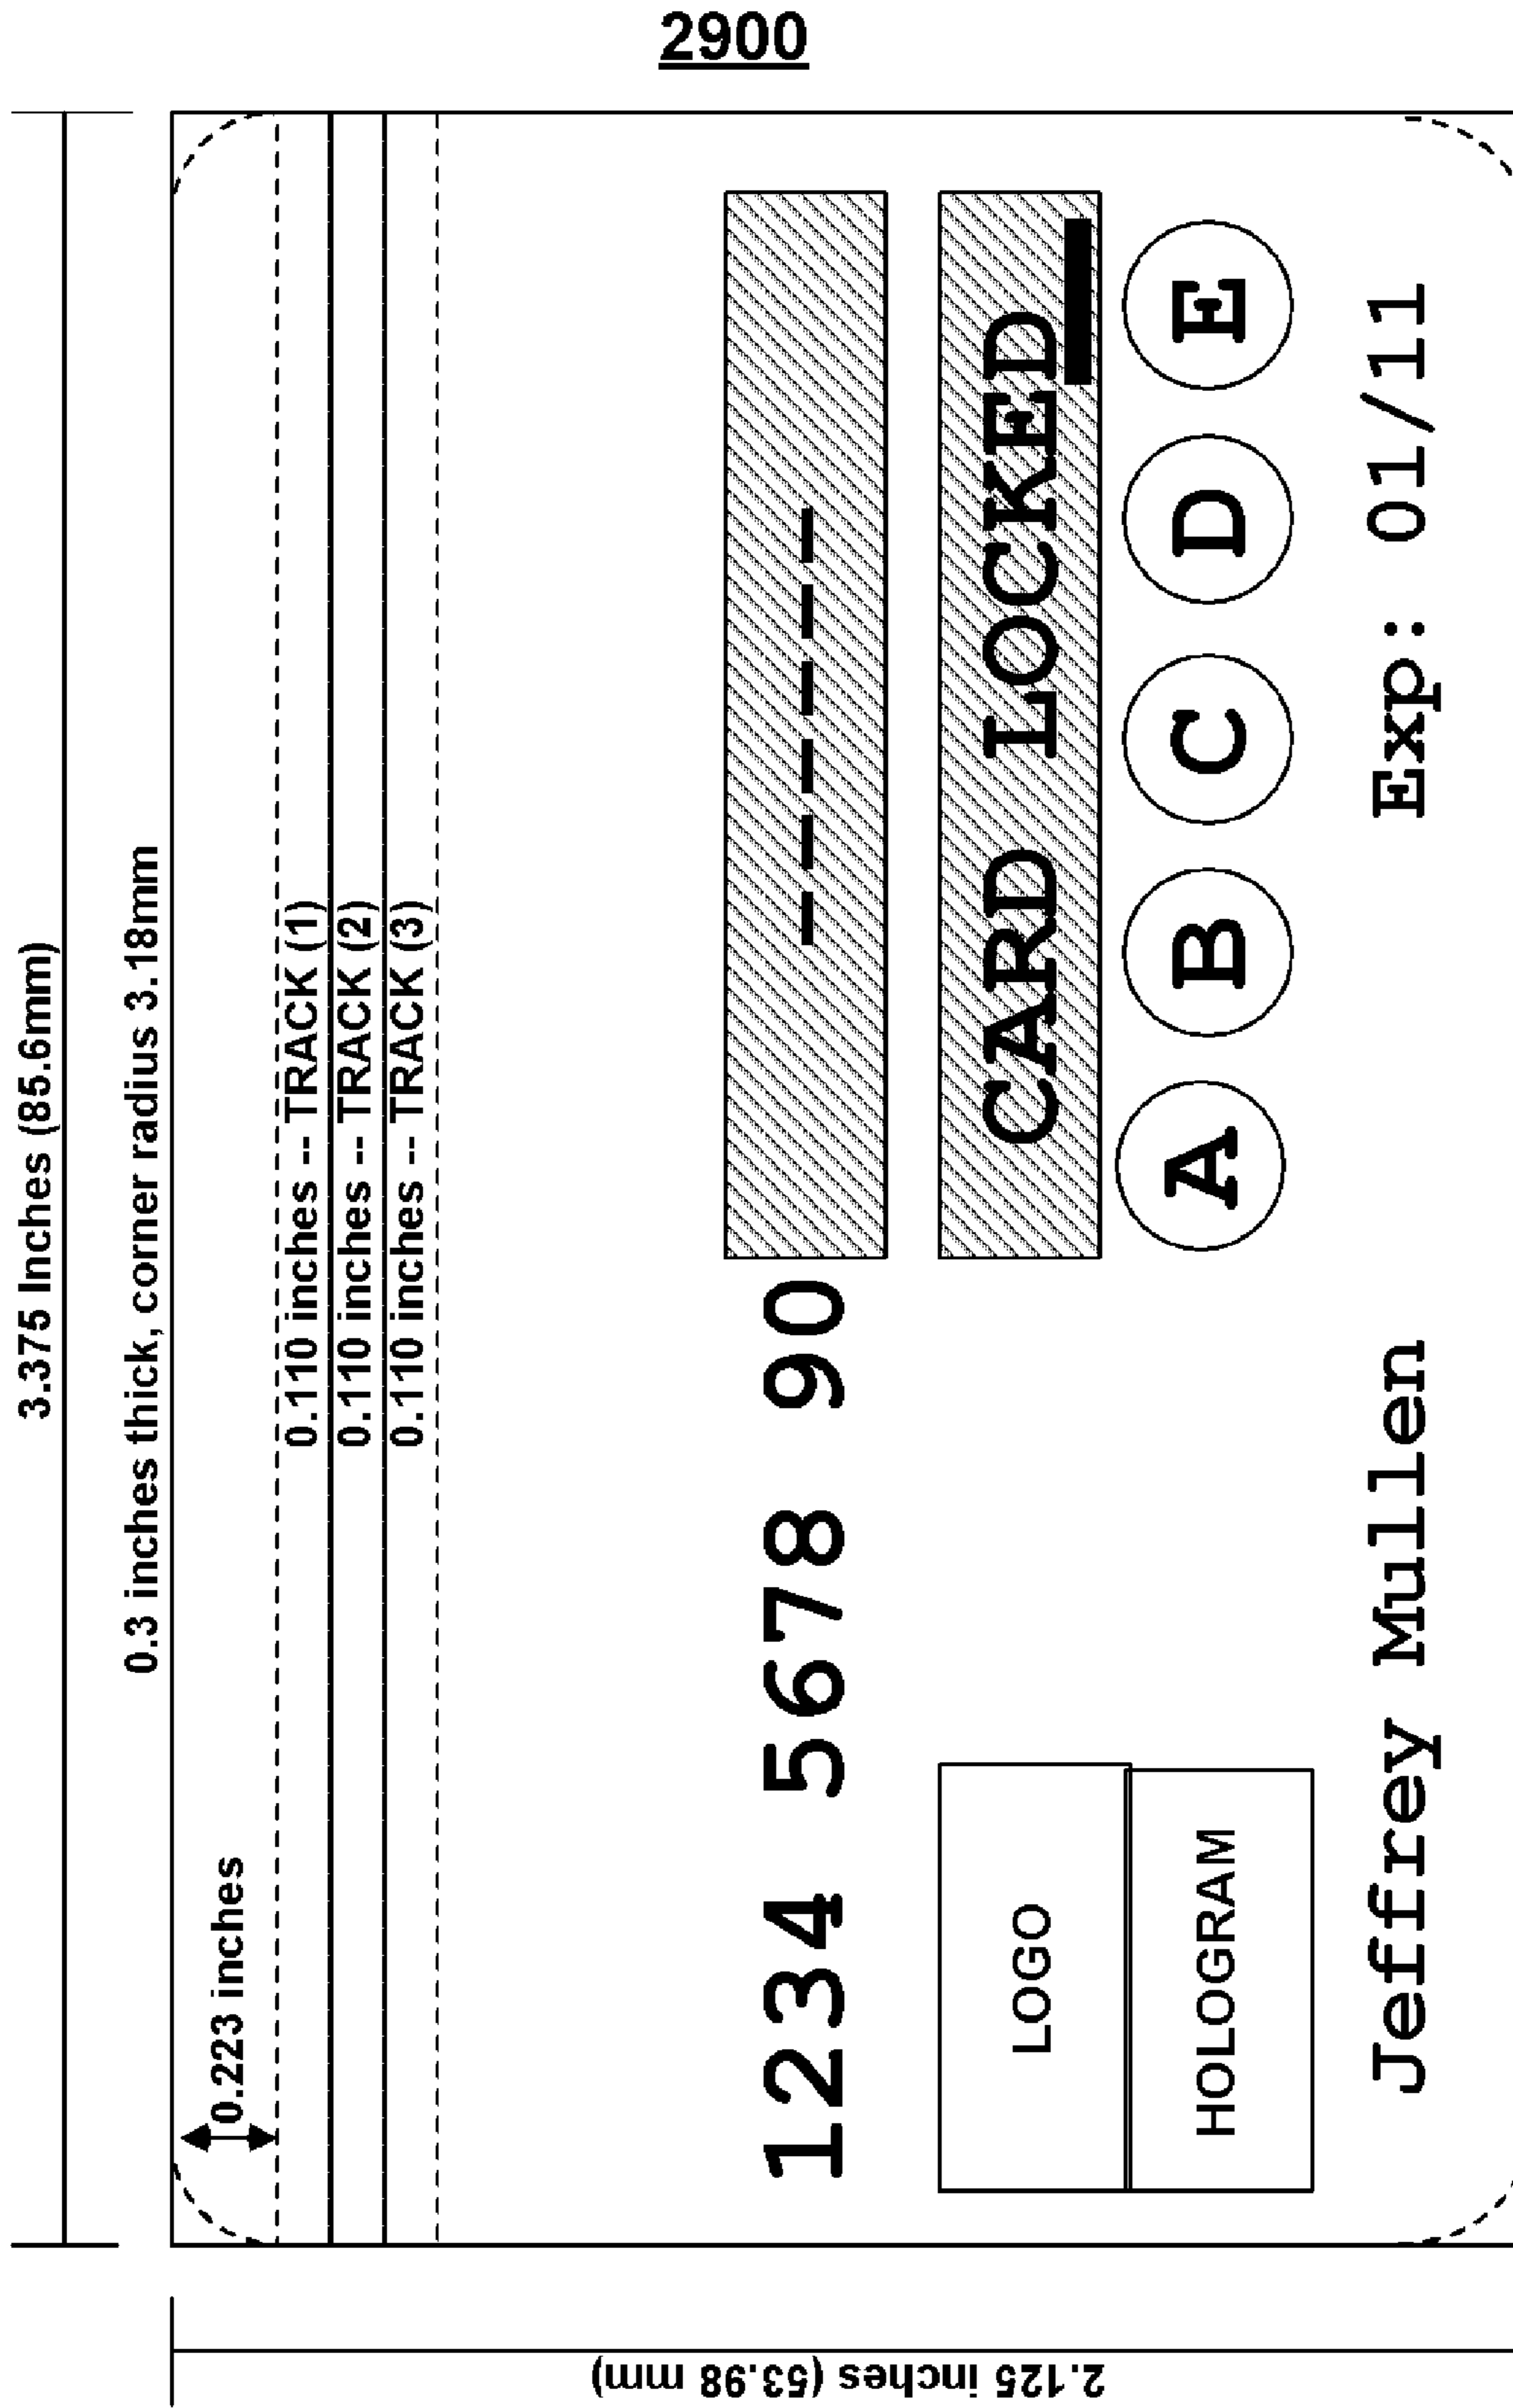 2900
3.375 Inches (85.6mm)
0.3 inches thick, corner radius 3.18mm
0.223 inches
0.110 inches -- TRACK (1)
0.110 inches -- TRACK (2)
0.110 inches -- TRACK (3)
2.125 inches (53.98 mm)
1234 5678 90 ______
CARD LOCKED
LOGO
HOLOGRAM
A B C D E
Jeffrey Mullen Exp: 01/11